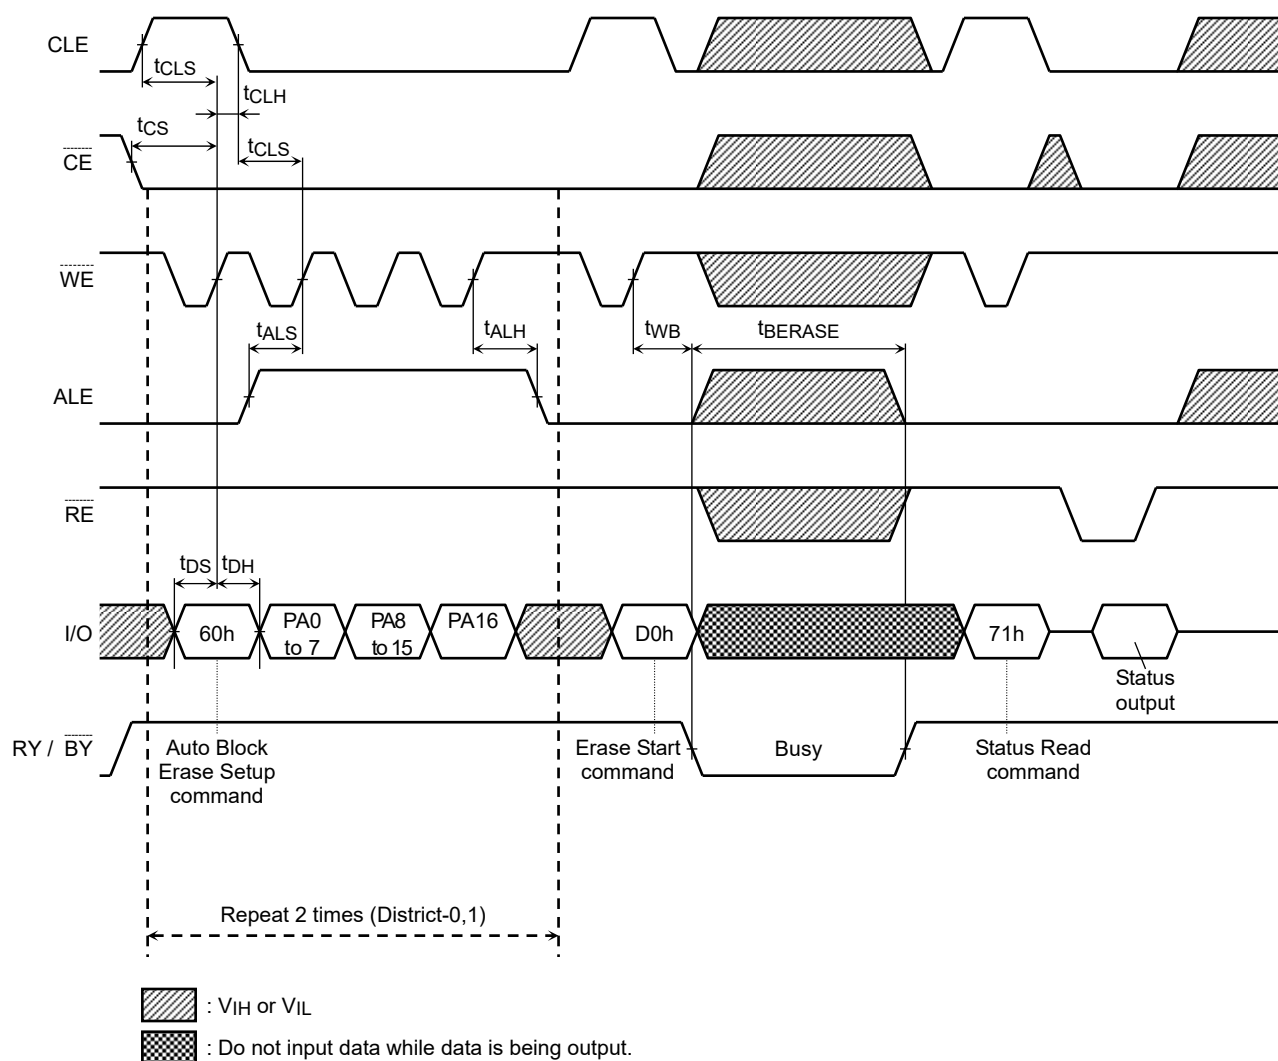 CLE
tCLS
tCLH
tCS
CE
tCLS
WE
tALS
tALH
tWB
tBERASE
ALE
RE
tDS
tDH
I/O
60h
PA0
to 7
PA8
to 15
PA16
D0h
71h
Status
output
RY / BY
Auto Block
Erase Setup
command
Erase Start
command
Busy
Status Read
command
Repeat 2 times (District-0,1)
: VIH or VIL
: Do not input data while data is being output.